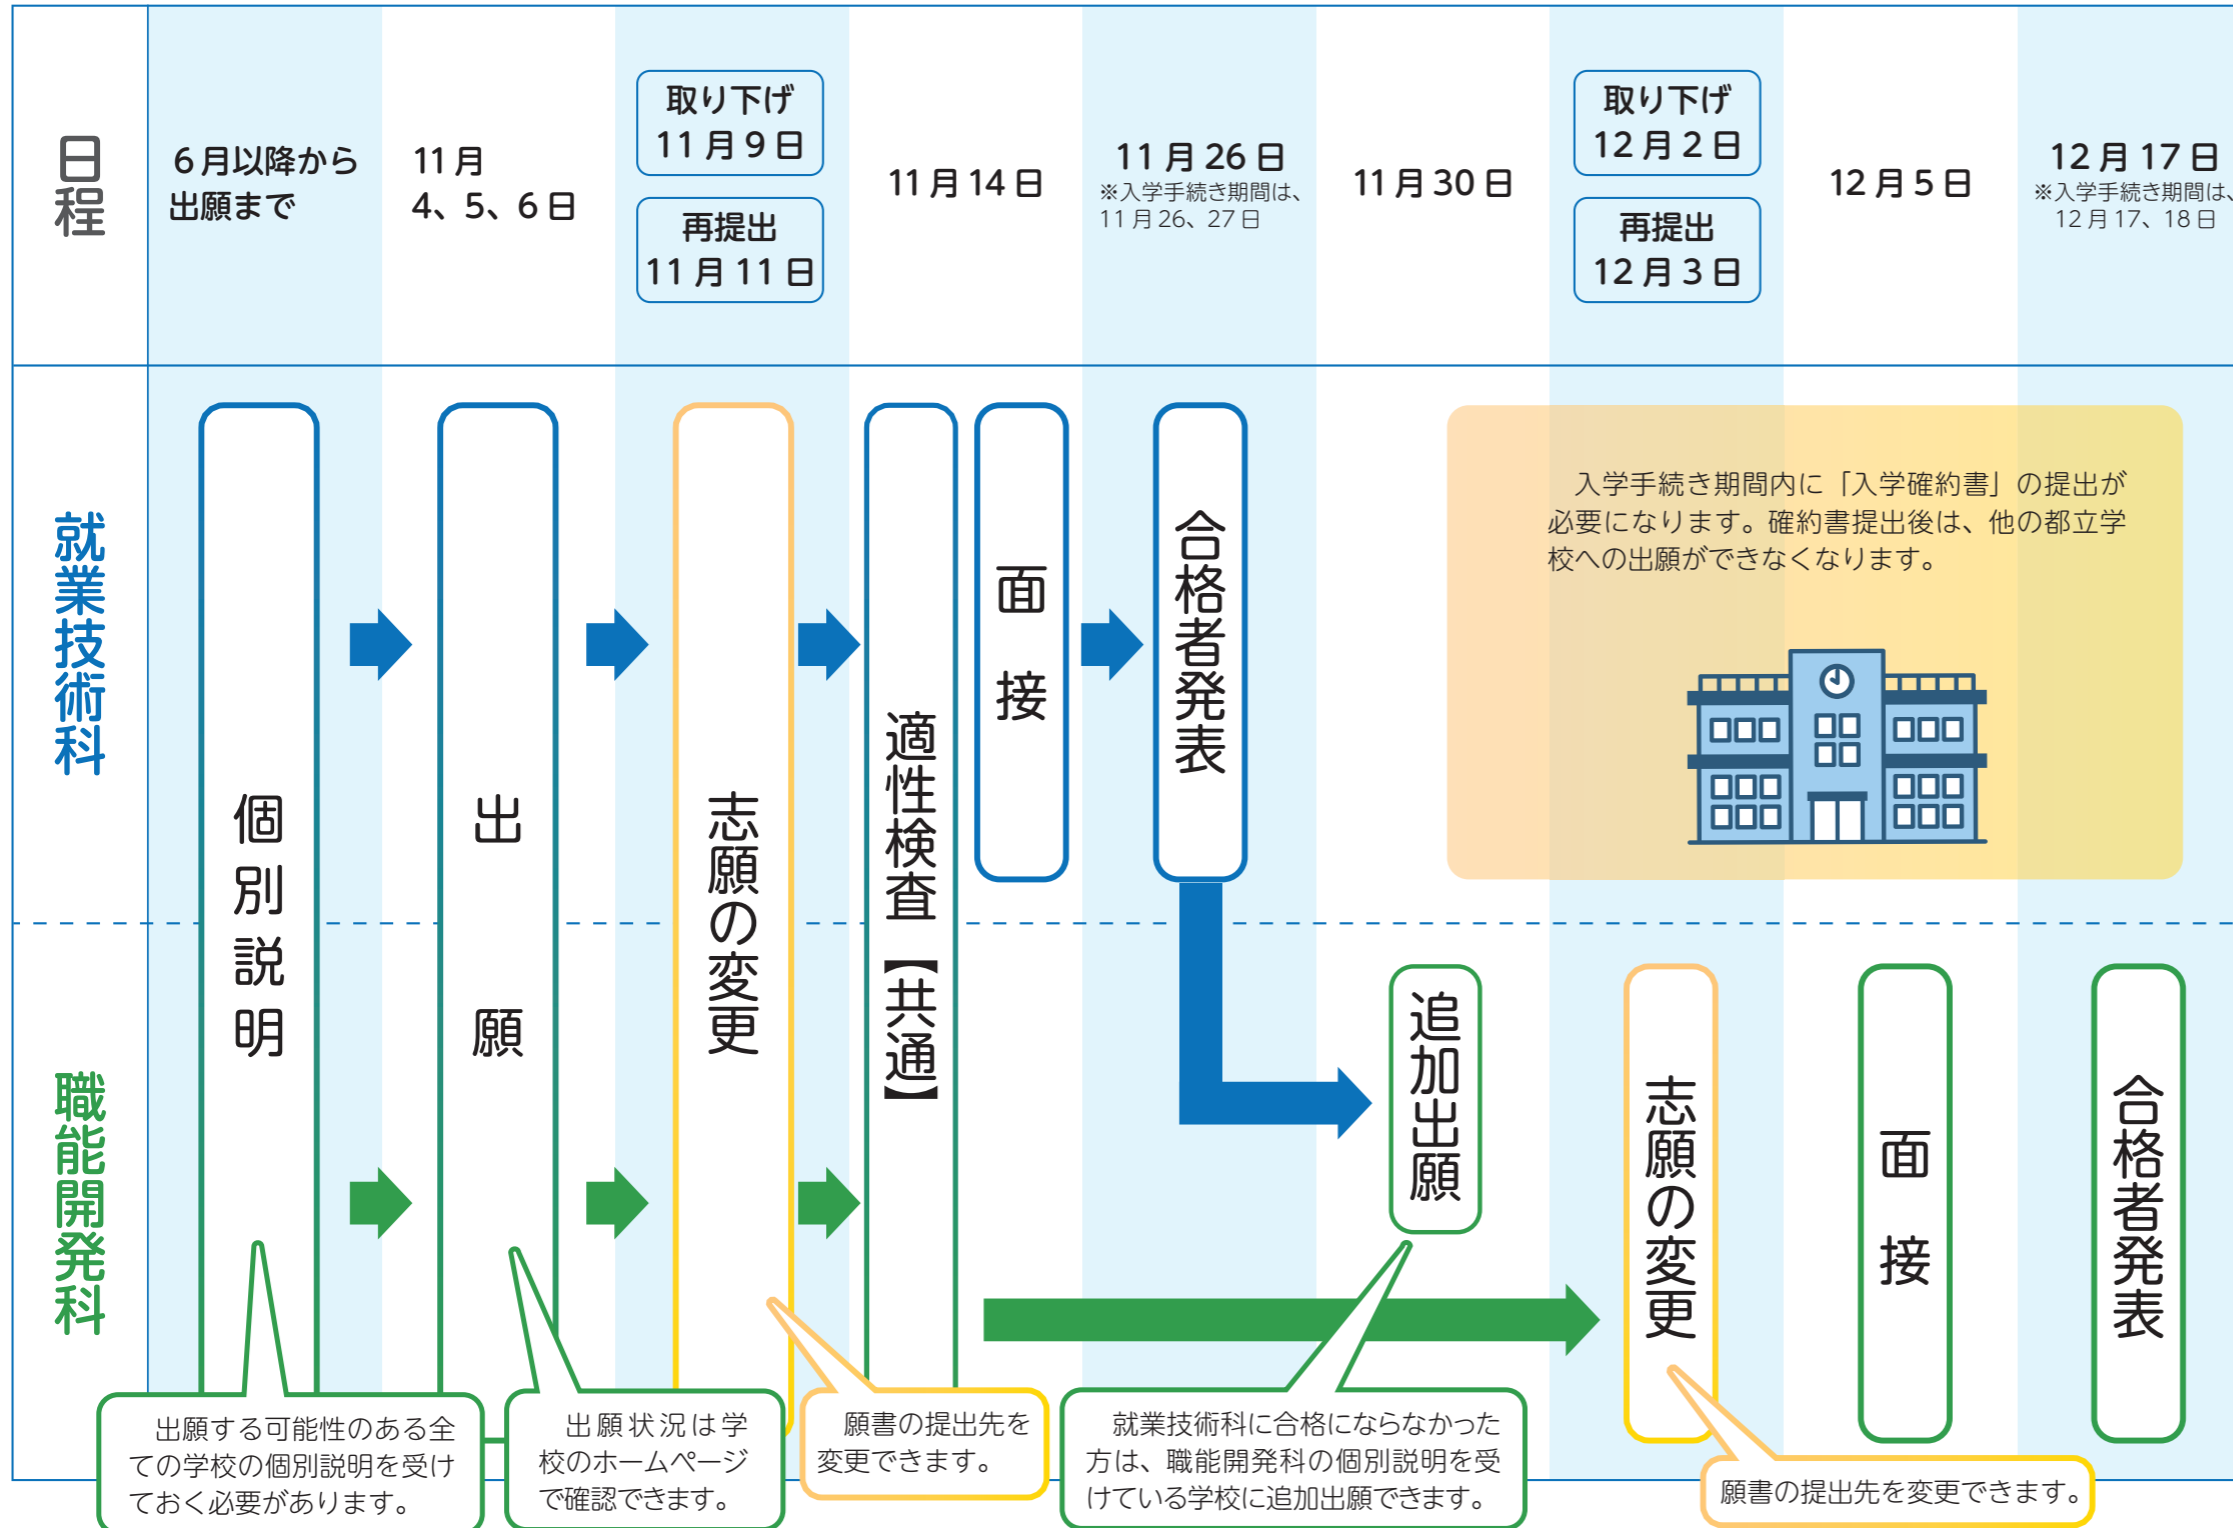 日程
6月以降から
出願まで
11月
4、5、6日
取り下げ
11月9日
再提出
11月11日
11月14日
11月26日
※入学手続き期間は、
11月26、27日
11月30日
取り下げ
12月2日
再提出
12月3日
12月5日
12月17日
※入学手続き期間は、
12月17、18日
就業技術科
職能開発科
個別説明
出願
志願の変更
適性検査【共通】
面接
合格者発表
入学手続き期間内に「入学確約書」の提出が
必要になります。確約書提出後は、他の都立学
校への出願ができなくなります。
追加出願
志願の変更
面接
合格者発表
出願する可能性のある全
ての学校の個別説明を受け
ておく必要があります。
出願状況は学
校のホームページ
で確認できます。
願書の提出先を
変更できます。
就業技術科に合格にならなかった
方は、職能開発科の個別説明を受
けている学校に追加出願できます。
願書の提出先を変更できます。